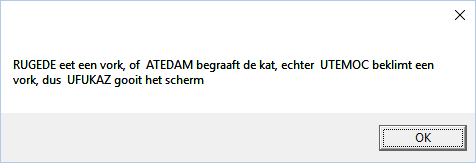 RUGEDE eet een vork, of  ATEDAM begraaft de kat, echter  UTEMOC beklimt een
vork, dus  UFUKAZ gooit het scherm
OK